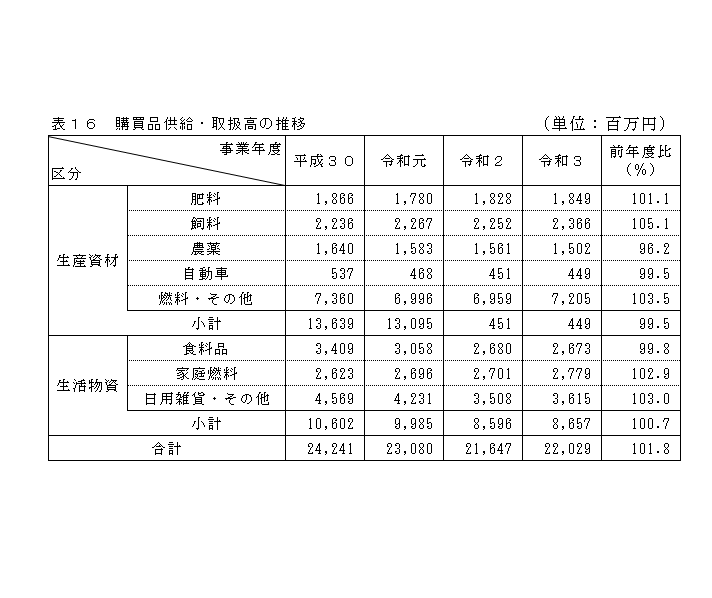 表１６　購買品供給・取扱高の推移　（単位：百万円）
事業年度
区分　平成３０　令和元　令和２　令和３　前年度比（％）
生産資材
肥料　1,866　1,780　1,828　1,849　101.1
飼料　2,236　2,267　2,252　2,366　105.1
農薬　1,640　1,583　1,561　1,502　96.2
自動車　537　468　451　449　99.5
燃料・その他　7,360　6,996　6,959　7,205　103.5
小計　13,639　13,095　451　449　99.5
生活物資
食料品　3,409　3,058　2,680　2,673　99.8
家庭燃料　2,623　2,696　2,701　2,779　102.9
日用雑貨・その他　4,569　4,231　3,508　3,615　103.0
小計　10,602　9,985　8,596　8,657　100.7
合計　24,241　23,080　21,647　22,029　101.8